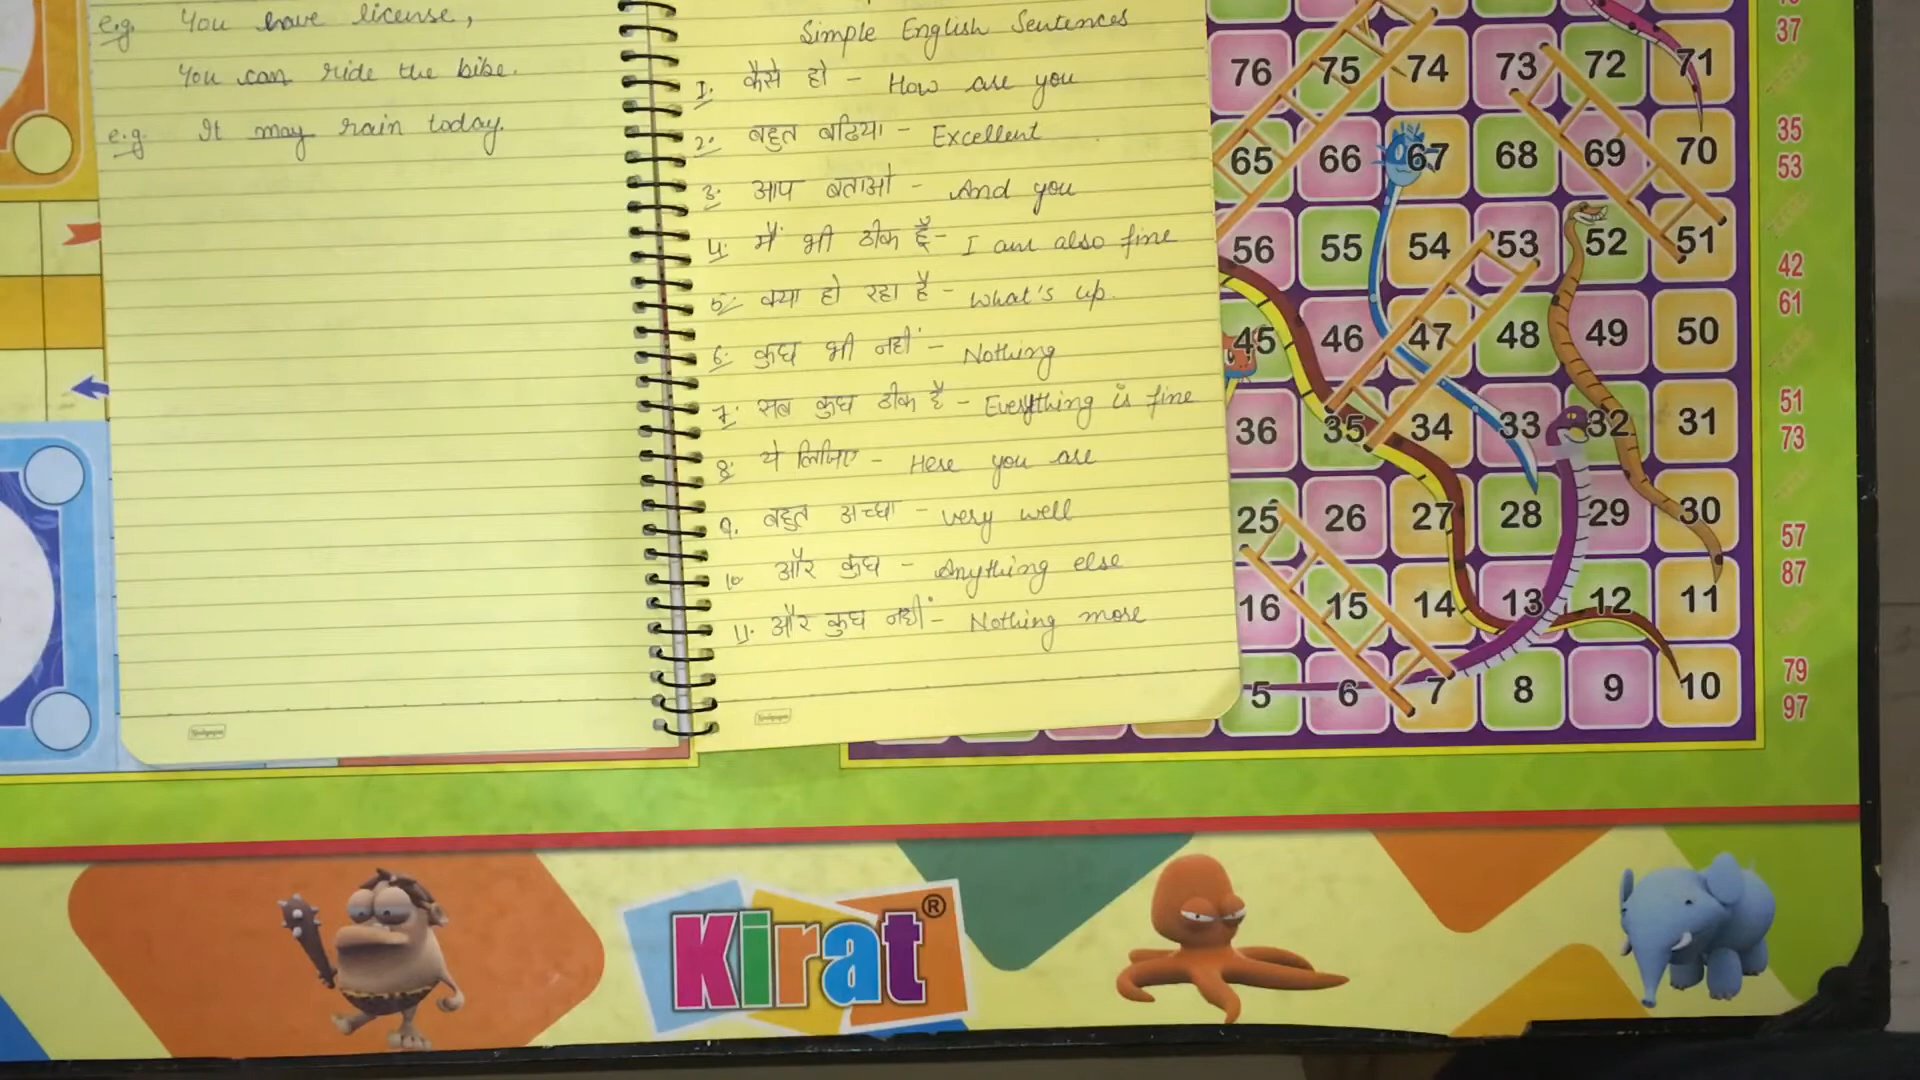 e.g. You have license,
You can ride the bike.
e.g. It may rain today.
Simple English Sentences
1. कैसे हो – How are you
2. बहुत बढिया – Excellent
3. आप बताओ – And you
4. मैं भी ठीक हूँ – I am also fine
5. क्या हो रहा है – What's up.
6. कुछ भी नहीं – Nothing
7. सब कुछ ठीक है – Everything is fine
8. ये लिजिए – Here you are
9. बहुत अच्छा – very well
10. और कुछ – Anything else
11. और कुछ नहीं – Nothing more
76 75 74 73 72 71
65 66 67 68 69 70
56 55 54 53 52 51
45 46 47 48 49 50
36 35 34 33 32 31
25 26 27 28 29 30
16 15 14 13 12 11
5 6 7 8 9 10
37
35
53
42
61
51
73
57
87
79
97
Kirat®